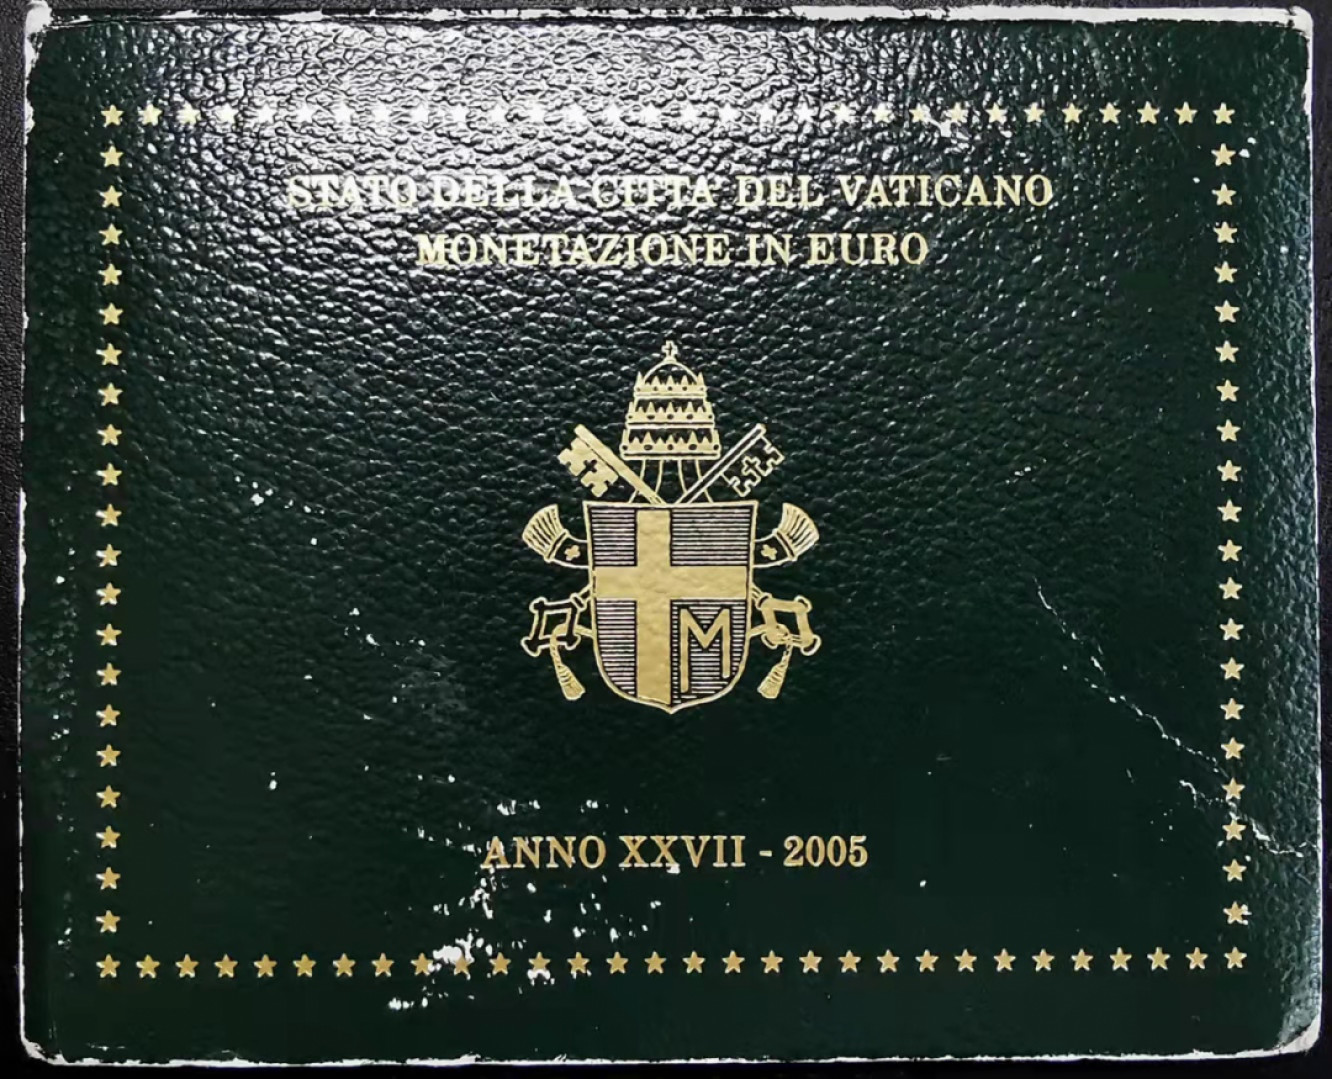 STATO DELLA CITTA' DEL VATICANO
MONETAZIONE IN EURO
M
ANNO XXVII - 2005